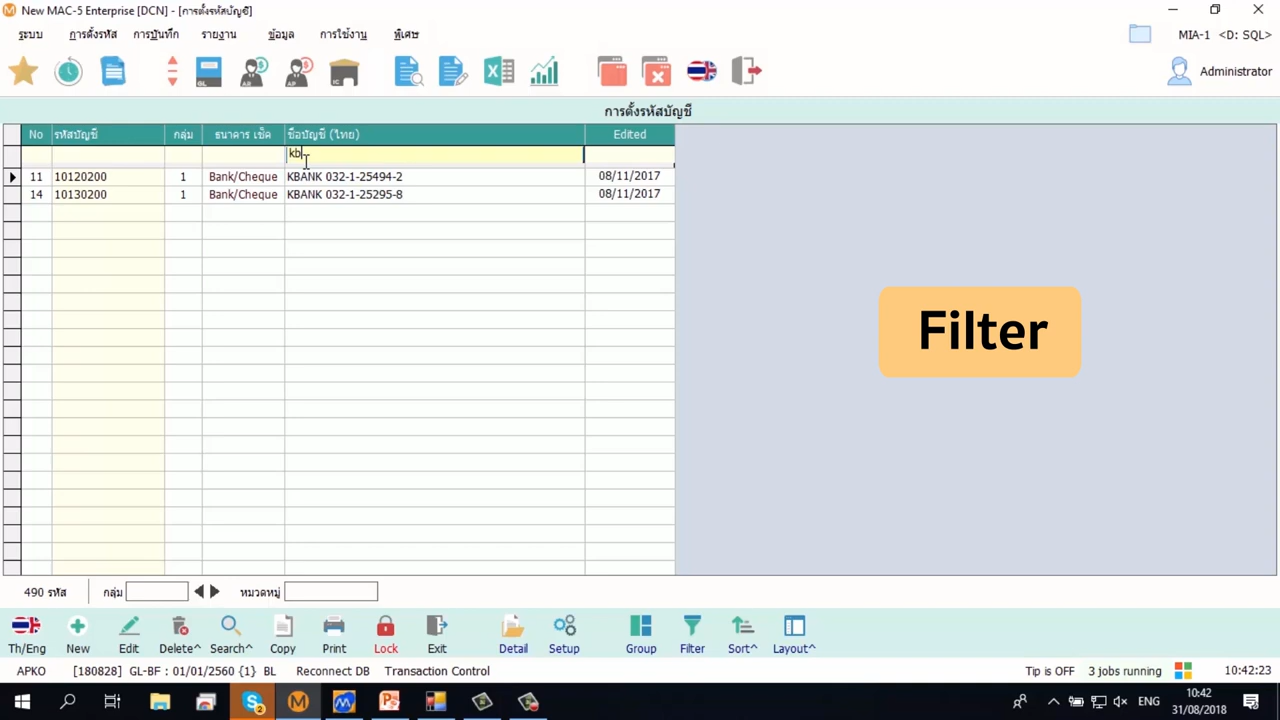 New MAC-5 Enterprise [DCN] - [การตั้งรหัสบัญชี]
ระบบ การตั้งรหัส การบันทึก รายงาน ข้อมูล การใช้งาน พิเศษ MIA-1 <D: SQL>
GL AR AP IC Administrator
การตั้งรหัสบัญชี
No รหัสบัญชี กลุ่ม ธนาคาร เช็ค ชื่อบัญชี (ไทย) Edited
kb
11 10120200 1 Bank/Cheque KBANK 032-1-25494-2 08/11/2017
14 10130200 1 Bank/Cheque KBANK 032-1-25295-8 08/11/2017
Filter
490 รหัส กลุ่ม หมวดหมู่
Th/Eng New Edit Delete^ Search^ Copy Print Lock Exit Detail Setup Group Filter Sort^ Layout^
APKO [180828] GL-BF : 01/01/2560 {1} BL Reconnect DB Transaction Control Tip is OFF 3 jobs running 10:42:23
ENG 10:42
31/08/2018